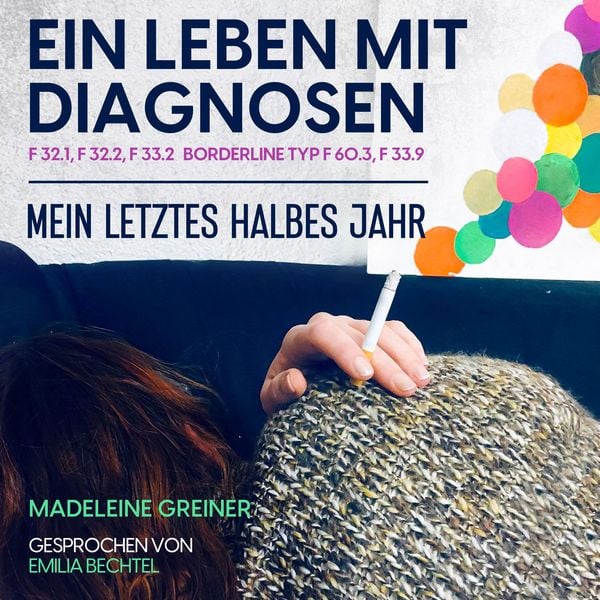 EIN LEBEN MIT
DIAGNOSEN
F 32.1, F 32.2, F 33.2 BORDERLINE TYP F 60.3, F 33.9
MEIN LETZTES HALBES JAHR
MADELEINE GREINER
GESPROCHEN VON
EMILIA BECHTEL